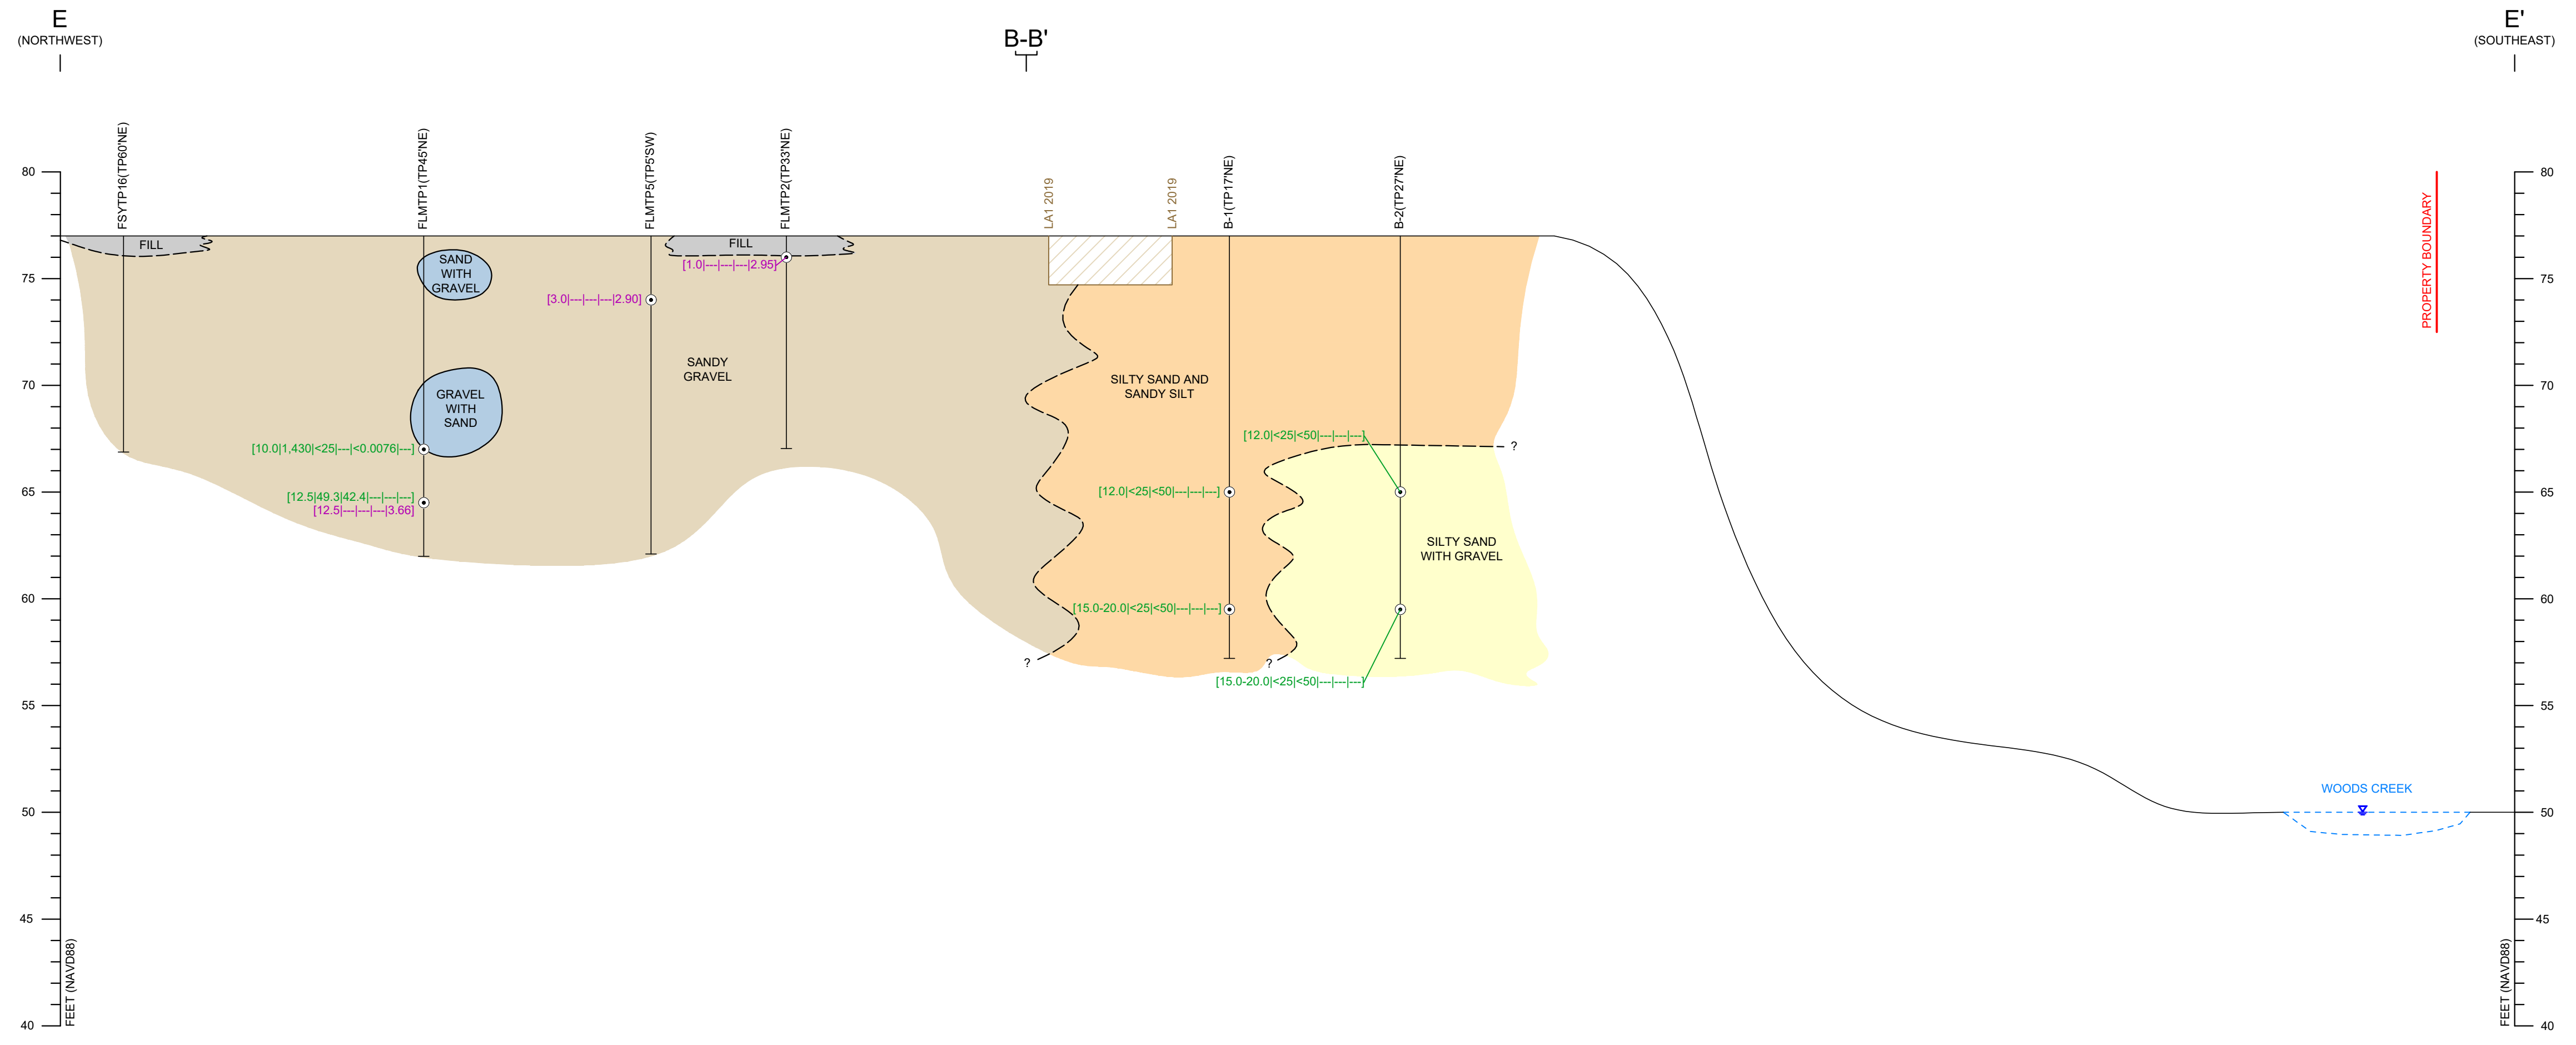 E
(NORTHWEST)
B-B'
E'
(SOUTHEAST)
FSYTP16(TP60'NE)
FLMTP1(TP45'NE)
FLMTP5(TP5'SW)
FLMTP2(TP33'NE)
LA1 2019
LA1 2019
B-1(TP17'NE)
B-2(TP27'NE)
PROPERTY BOUNDARY
80
75
70
65
60
55
50
45
40
FEET (NAVD88)
FILL
SAND
WITH
GRAVEL
FILL
[1.0|---|---|---|2.95]
[3.0|---|---|---|2.90]
SANDY
GRAVEL
GRAVEL
WITH
SAND
[10.0|1,430|<25|---|<0.0076|---]
[12.5|49.3|42.4|---|---|---]
[12.5|---|---|---|3.66]
SILTY SAND AND
SANDY SILT
[12.0|<25|<50|---|---|---]
?
[12.0|<25|<50|---|---|---]
SILTY SAND
WITH GRAVEL
[15.0-20.0|<25|<50|---|---|---]
?
?
[15.0-20.0|<25|<50|---|---|---]
WOODS CREEK
80
75
70
65
60
55
50
45
40
FEET (NAVD88)